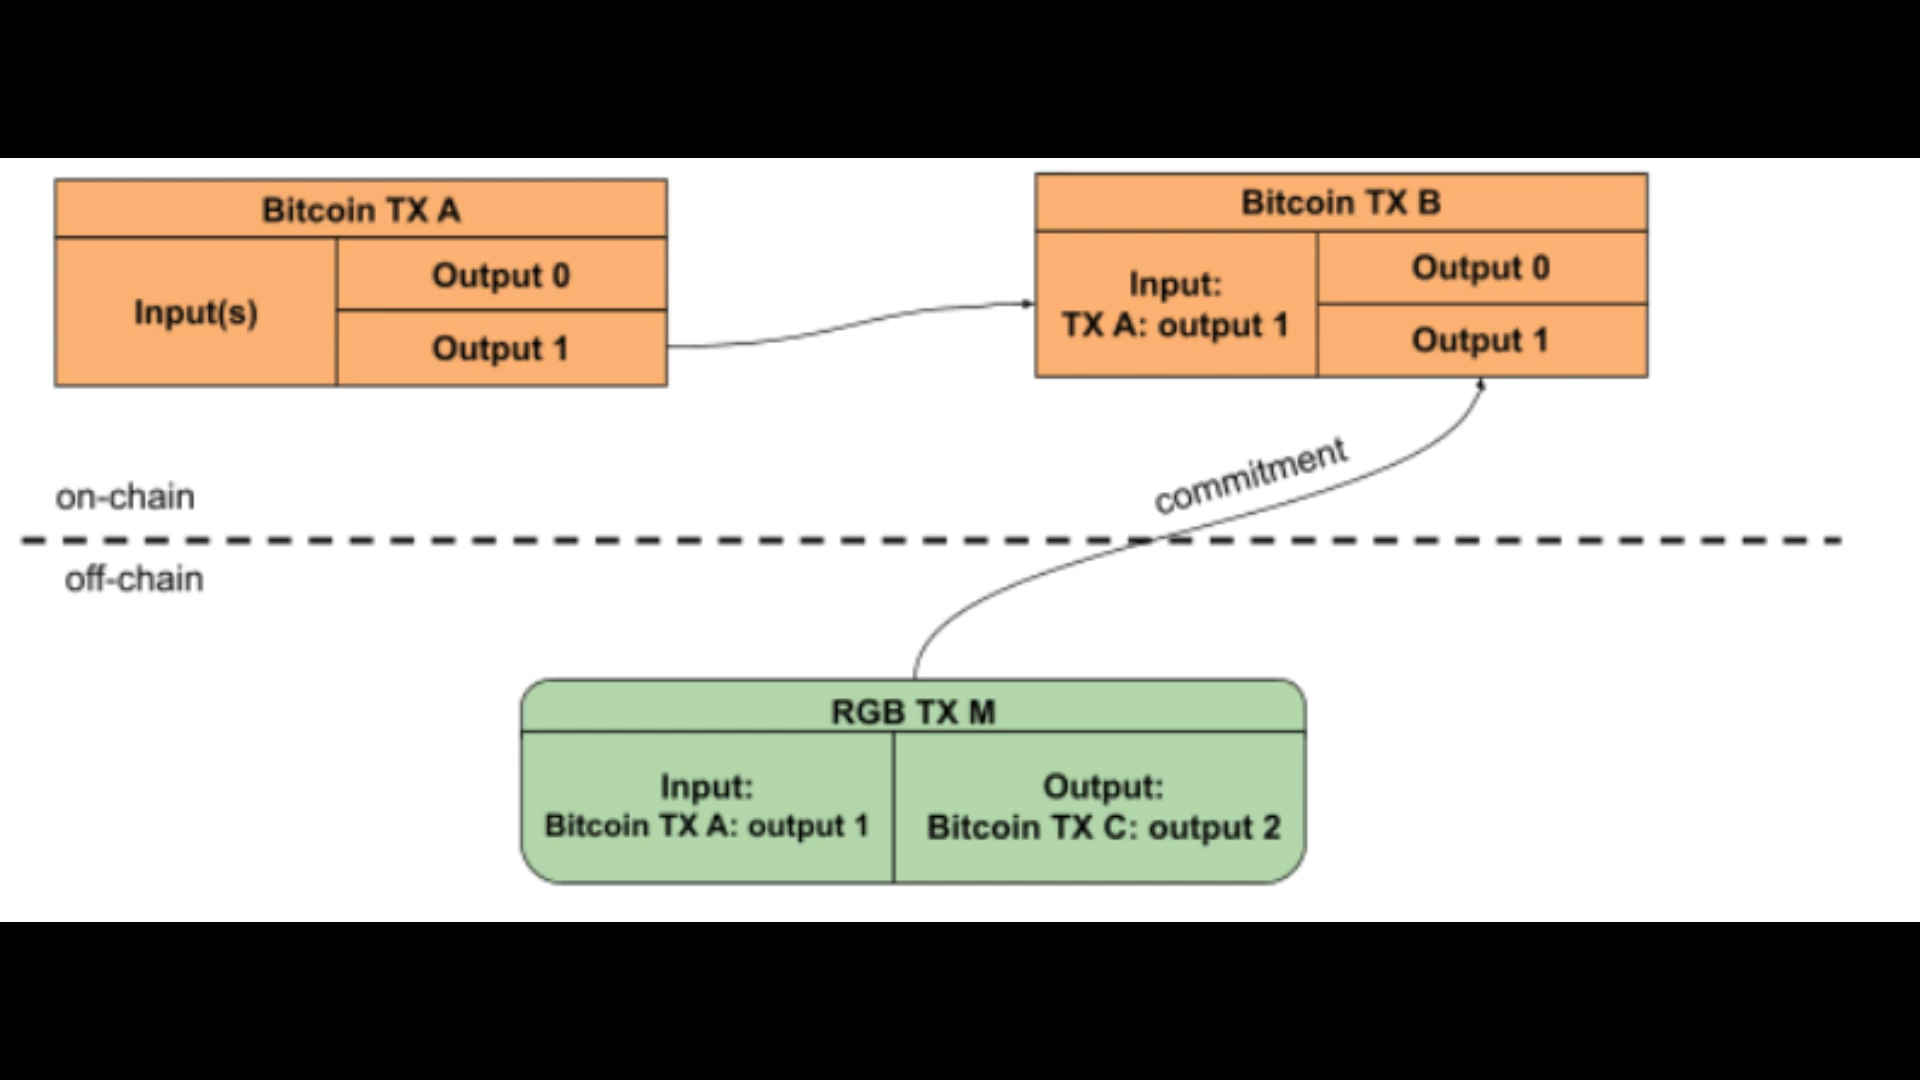 Bitcoin TX A
Input(s)
Output 0
Output 1
Bitcoin TX B
Input:
TX A: output 1
Output 0
Output 1
commitment
on-chain
off-chain
RGB TX M
Input:
Bitcoin TX A: output 1
Output:
Bitcoin TX C: output 2